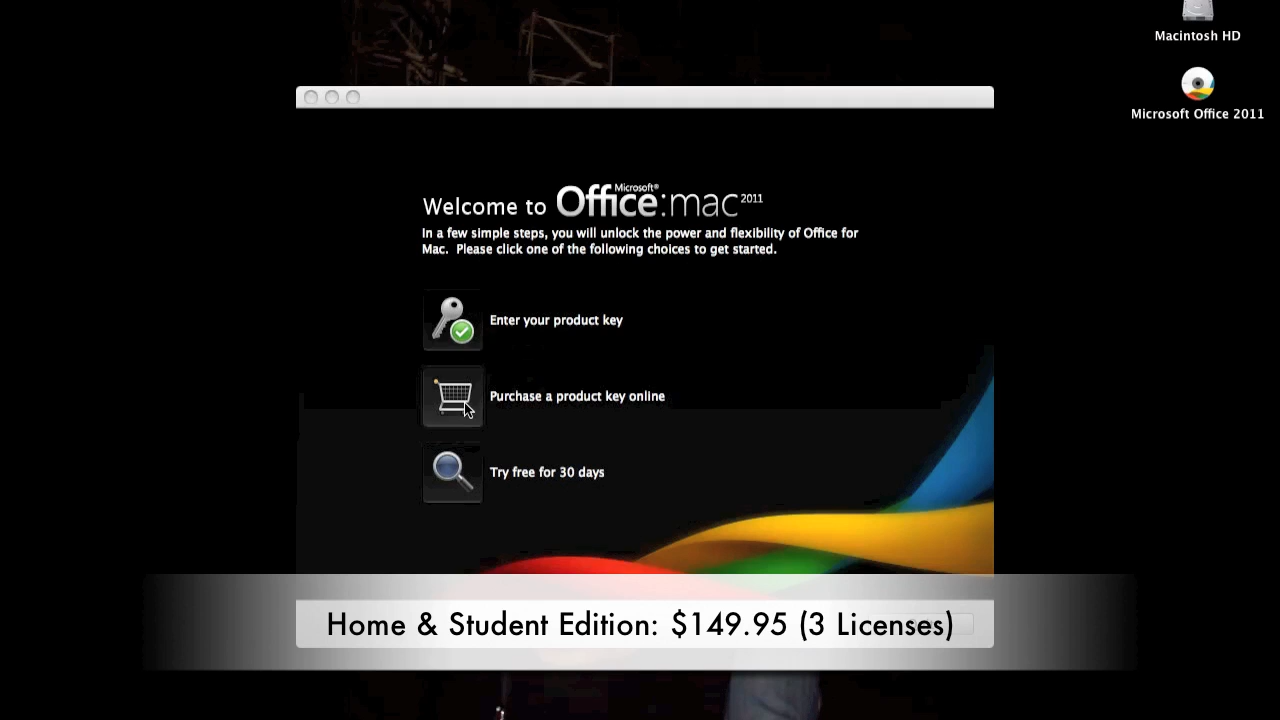 Macintosh HD
Microsoft Office 2011
Welcome to Microsoft® Office:mac 2011
In a few simple steps, you will unlock the power and flexibility of Office for
Mac. Please click one of the following choices to get started.
Enter your product key
Purchase a product key online
Try free for 30 days
Home & Student Edition: $149.95 (3 Licenses)